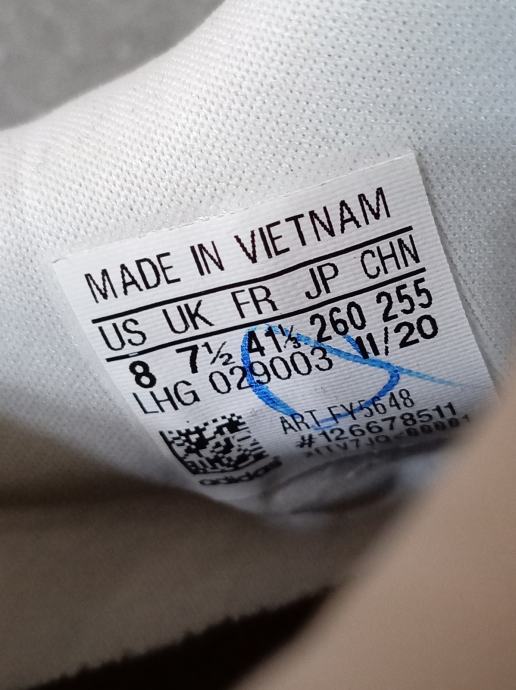 MADE IN VIETNAM
US UK FR JP CHN
8 7½ 41⅓ 260 255
LHG 029003 11/20
ART FY5648
#126678511
adidas